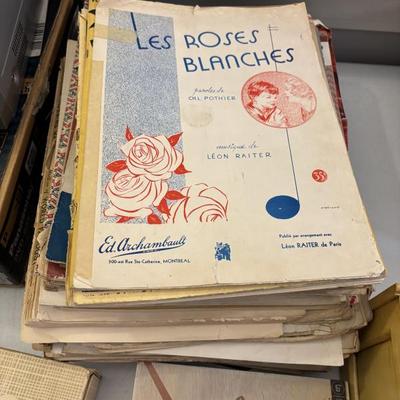 LES ROSES
BLANCHES
paroles de
CH.L. POTHIER
musique de
LÉON RAITER
35
Ed. Archambault
500-est Rue Ste-Catherine, MONTREAL
Publié par arrangement avec
Léon RAITER de Paris